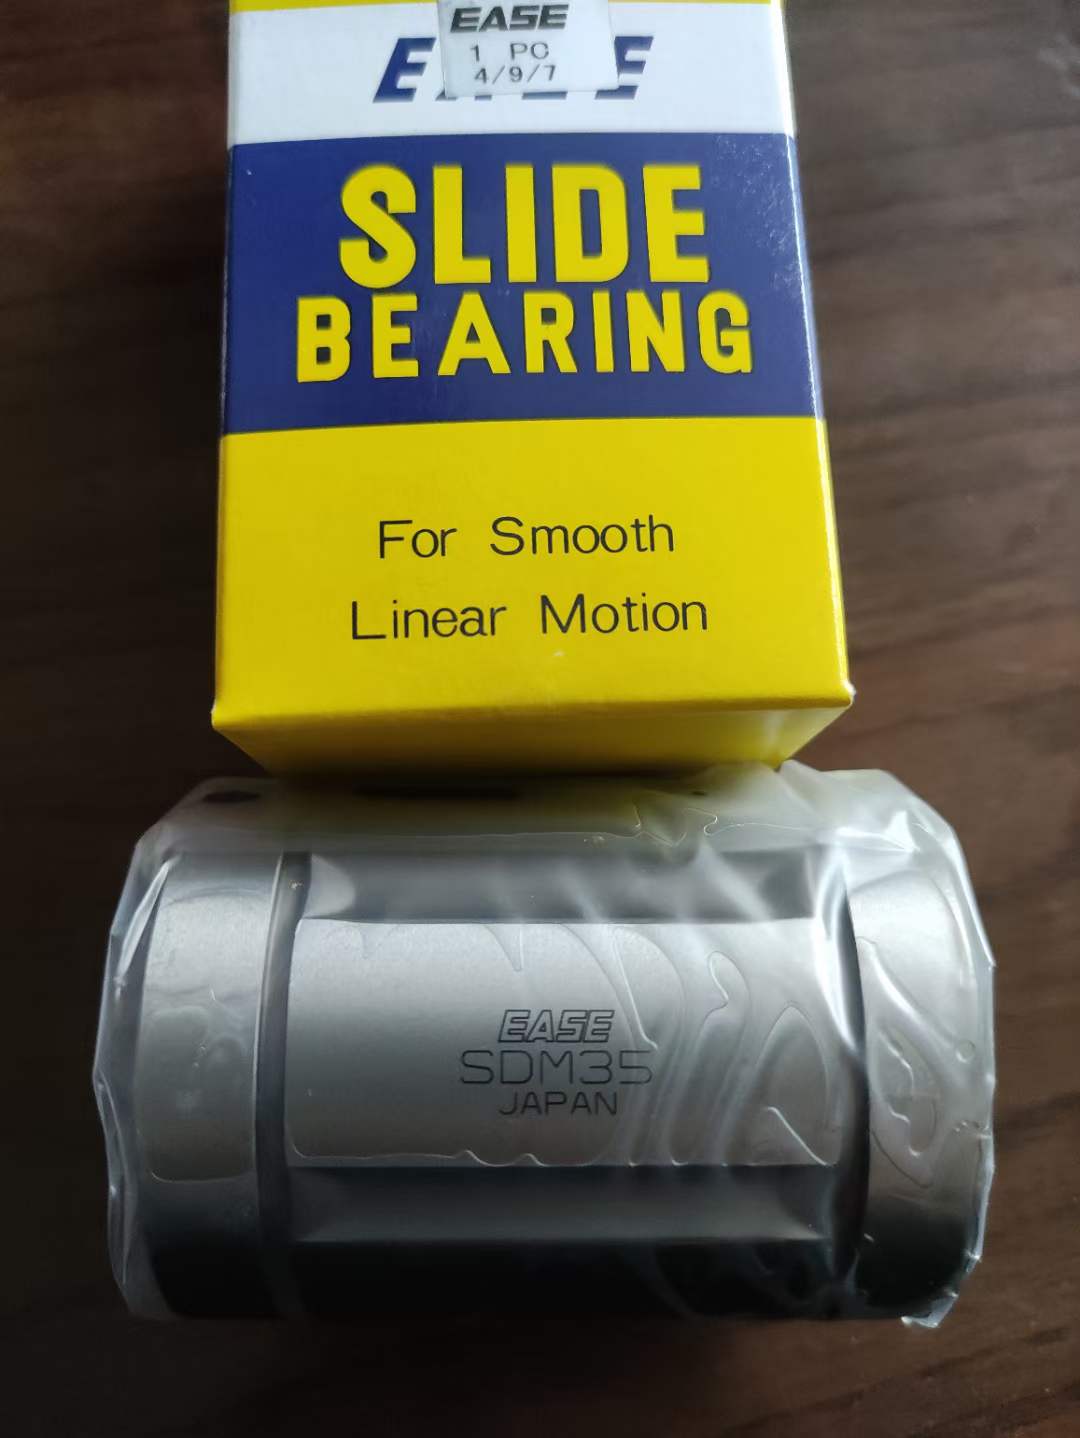 EASE
1 PC
4/9/7
SLIDE
BEARING
For Smooth
Linear Motion
EASE
SDM35
JAPAN